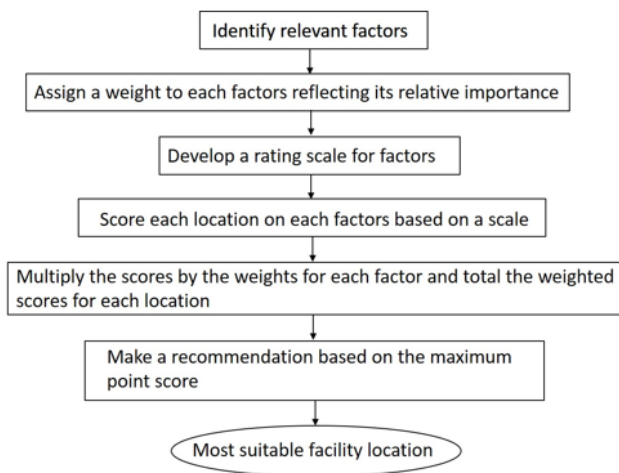 Identify relevant factors
Assign a weight to each factors reflecting its relative importance
Develop a rating scale for factors
Score each location on each factors based on a scale
Multiply the scores by the weights for each factor and total the weighted
scores for each location
Make a recommendation based on the maximum
point score
Most suitable facility location